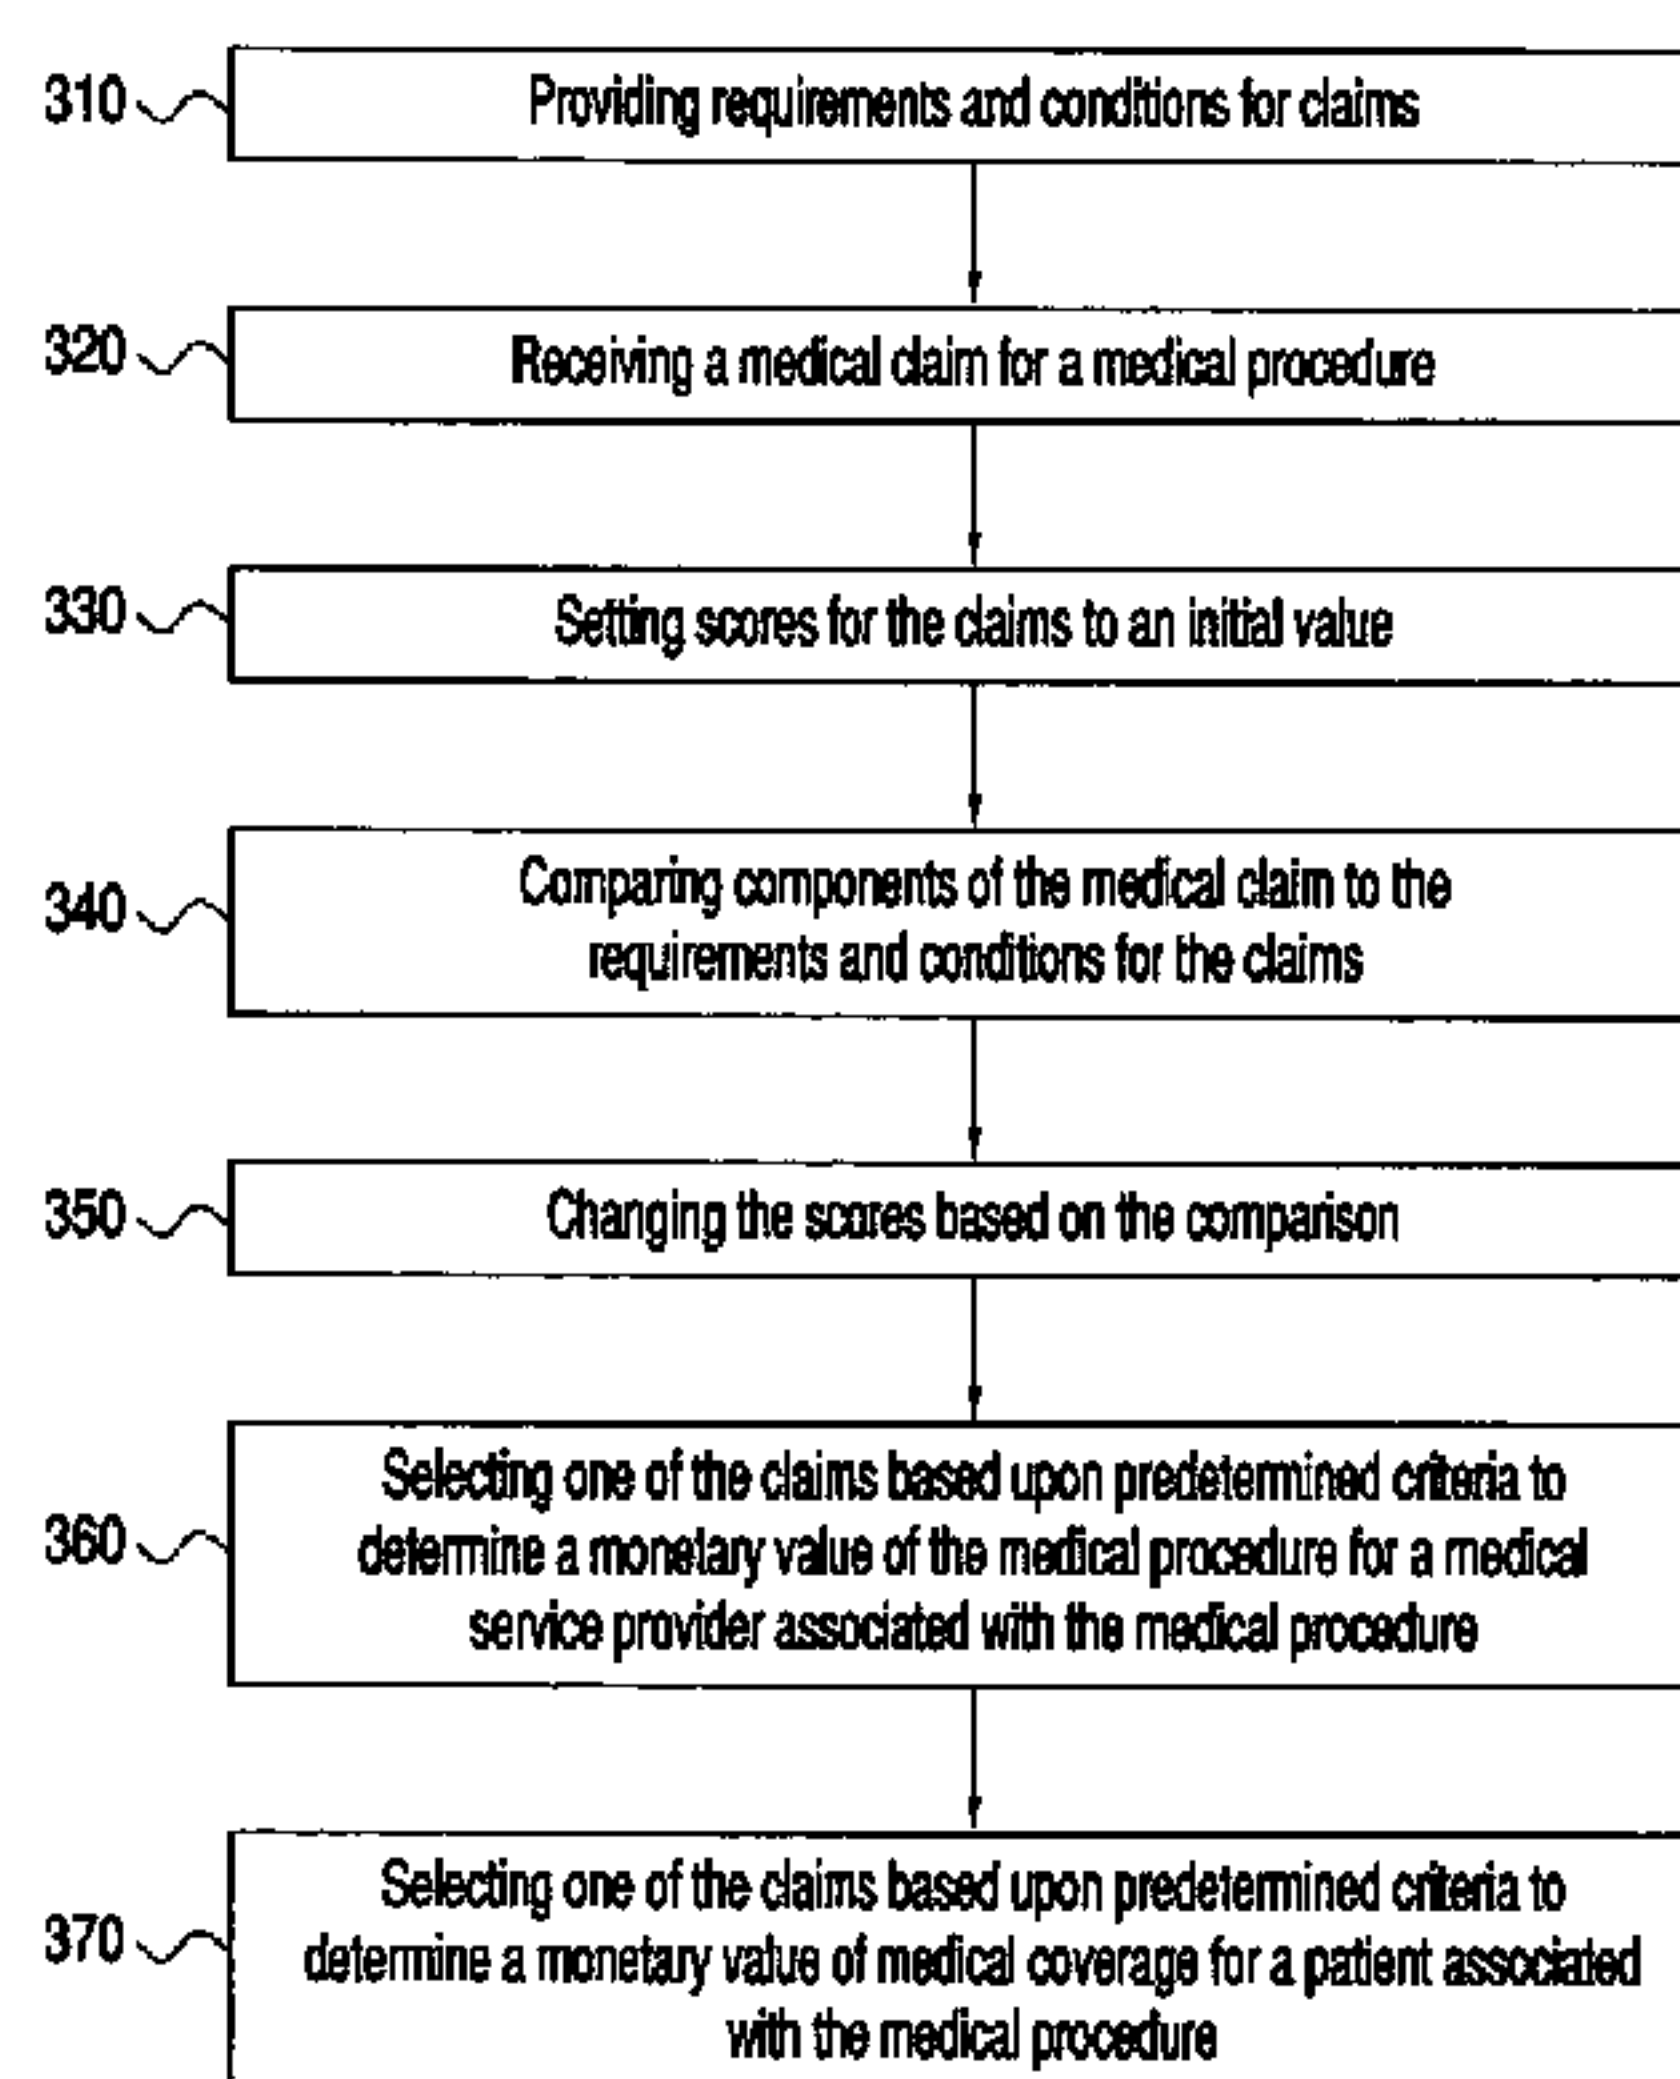 310
Providing requirements and conditions for claims
320
Receiving a medical claim for a medical procedure
330
Setting scores for the claims to an initial value
340
Comparing components of the medical claim to the
requirements and conditions for the claims
350
Changing the scores based on the comparison
360
Selecting one of the claims based upon predetermined criteria to
determine a monetary value of the medical procedure for a medical
service provider associated with the medical procedure
370
Selecting one of the claims based upon predetermined criteria to
determine a monetary value of medical coverage for a patient associated
with the medical procedure